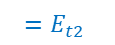 = E_{t2}